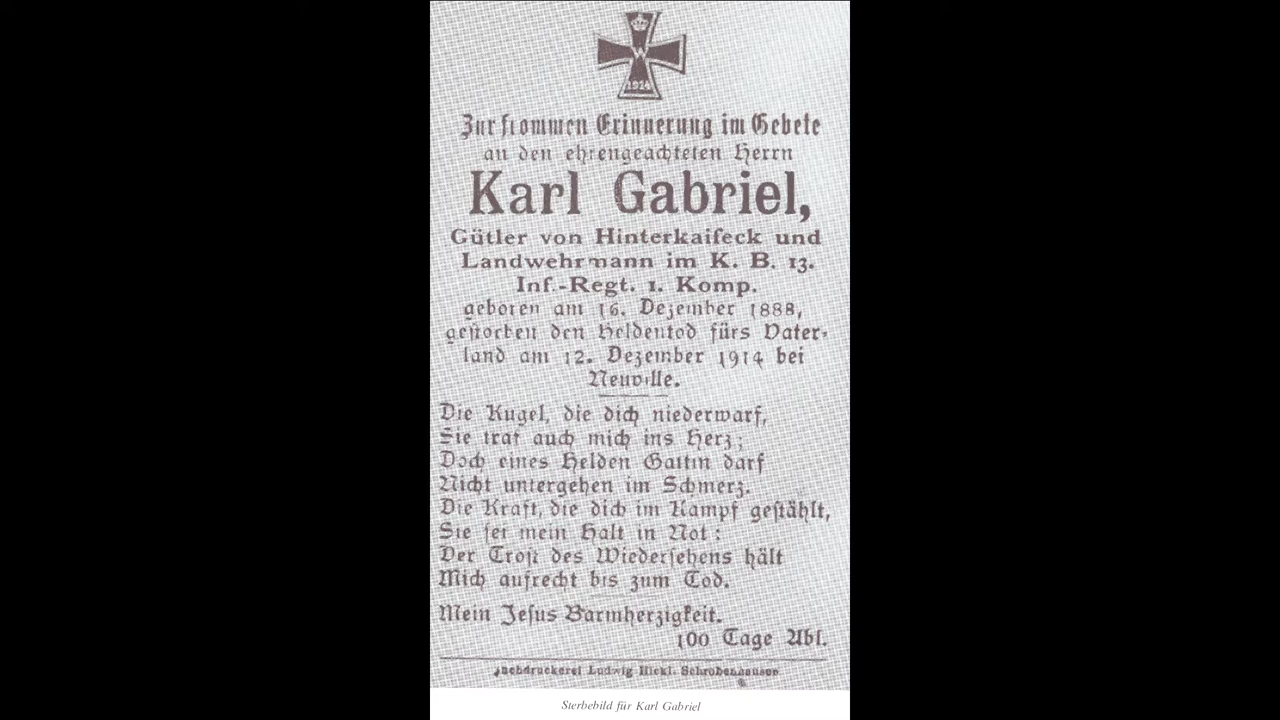 W
1914
Zur frommen Erinnerung im Gebete
an den ehrengeachteten Herrn
Karl Gabriel,
Gütler von Hinterkaifeck und
Landwehrmann im K. B. 13.
Inf.-Regt. 1. Komp.
geboren am 16. Dezember 1888,
gestorben den Heldentod fürs Vater-
land am 12. Dezember 1914 bei
Neuville.
Die Kugel, die dich niederwarf,
Sie traf auch mich ins Herz;
Doch eines Helden Gattin darf
Nicht untergehen im Schmerz.
Die Kraft, die dich im Kampf gestählt,
Sie sei mein Halt in Not:
Der Trost des Wiedersehens hält
Mich aufrecht bis zum Tod.
Mein Jesus Barmherzigkeit.
100 Tage Abl.
Buchdruckerei Ludwig Hickl. Schrobenhausen
Sterbebild für Karl Gabriel